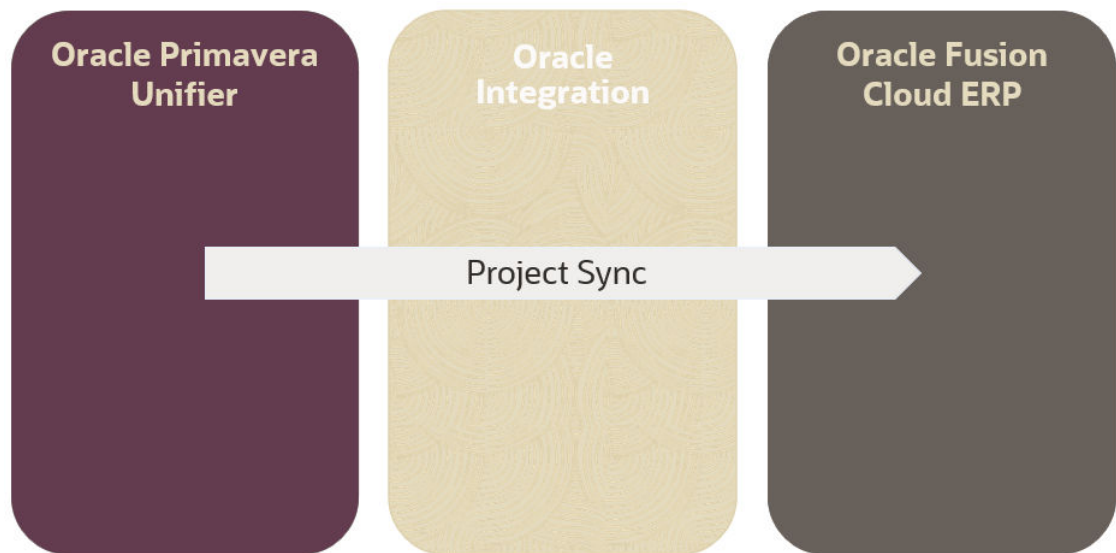 Oracle Primavera
Unifier
Oracle
Integration
Oracle Fusion
Cloud ERP
Project Sync